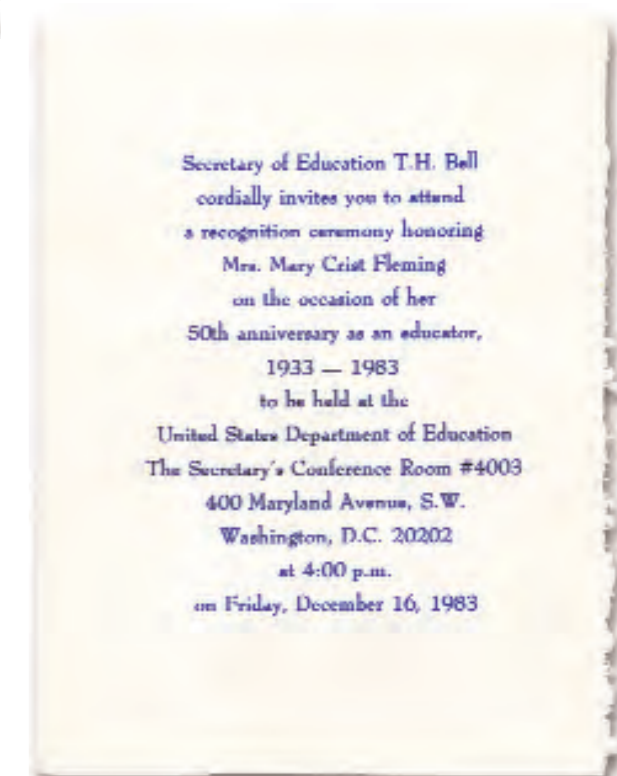 Secretary of Education T.H. Bell
cordially invites you to attend
a recognition ceremony honoring
Mrs. Mary Crist Fleming
on the occasion of her
50th anniversary as an educator,
1933 — 1983
to be held at the
United States Department of Education
The Secretary's Conference Room #4003
400 Maryland Avenue, S.W.
Washington, D.C. 20202
at 4:00 p.m.
on Friday, December 16, 1983